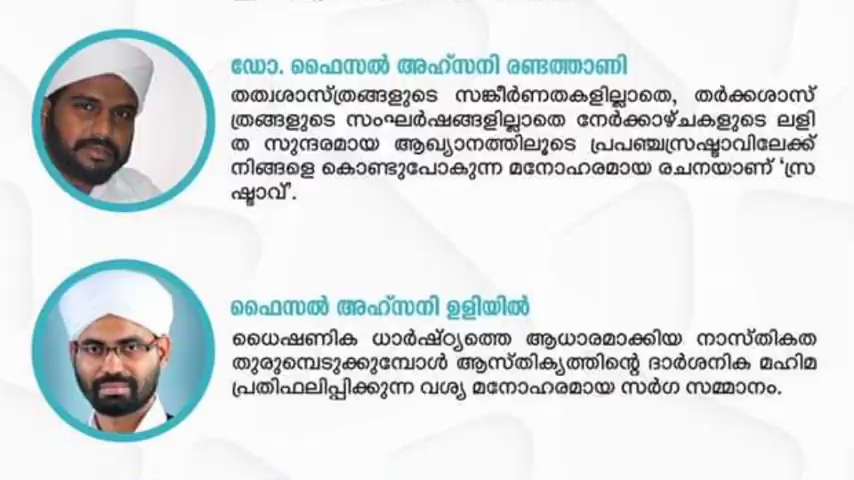 ഡോ. ഫൈസൽ അഹ്സനി രണ്ടത്താണി
തത്വശാസ്ത്രങ്ങളുടെ സങ്കീർണതകളില്ലാതെ, തർക്കശാസ്
ത്രങ്ങളുടെ സംഘർഷങ്ങളില്ലാതെ നേർക്കാഴ്ചകളുടെ ലളി
ത സുന്ദരമായ ആഖ്യാനത്തിലൂടെ പ്രപഞ്ചസ്രഷ്ടാവിലേക്ക്
നിങ്ങളെ കൊണ്ടുപോകുന്ന മനോഹരമായ രചനയാണ് ‘സ്ര
ഷ്ടാവ്’.
ഫൈസൽ അഹ്സനി ഉളിയിൽ
ധൈഷണിക ധാർഷ്ഠ്യത്തെ ആധാരമാക്കിയ നാസ്തികത
തുരുമ്പെടുക്കുമ്പോൾ ആസ്തിക്യത്തിന്റെ ദാർശനിക മഹിമ
പ്രതിഫലിപ്പിക്കുന്ന വശ്യ മനോഹരമായ സർഗ സമ്മാനം.